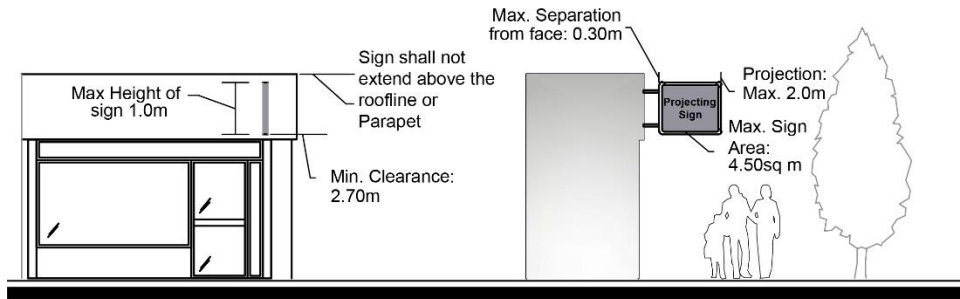 Max Height of
sign 1.0m
Sign shall not
extend above the
roofline or
Parapet
Min. Clearance:
2.70m
Max. Separation
from face: 0.30m
Projecting
Sign
Projection:
Max. 2.0m
Max. Sign
Area:
4.50sq m